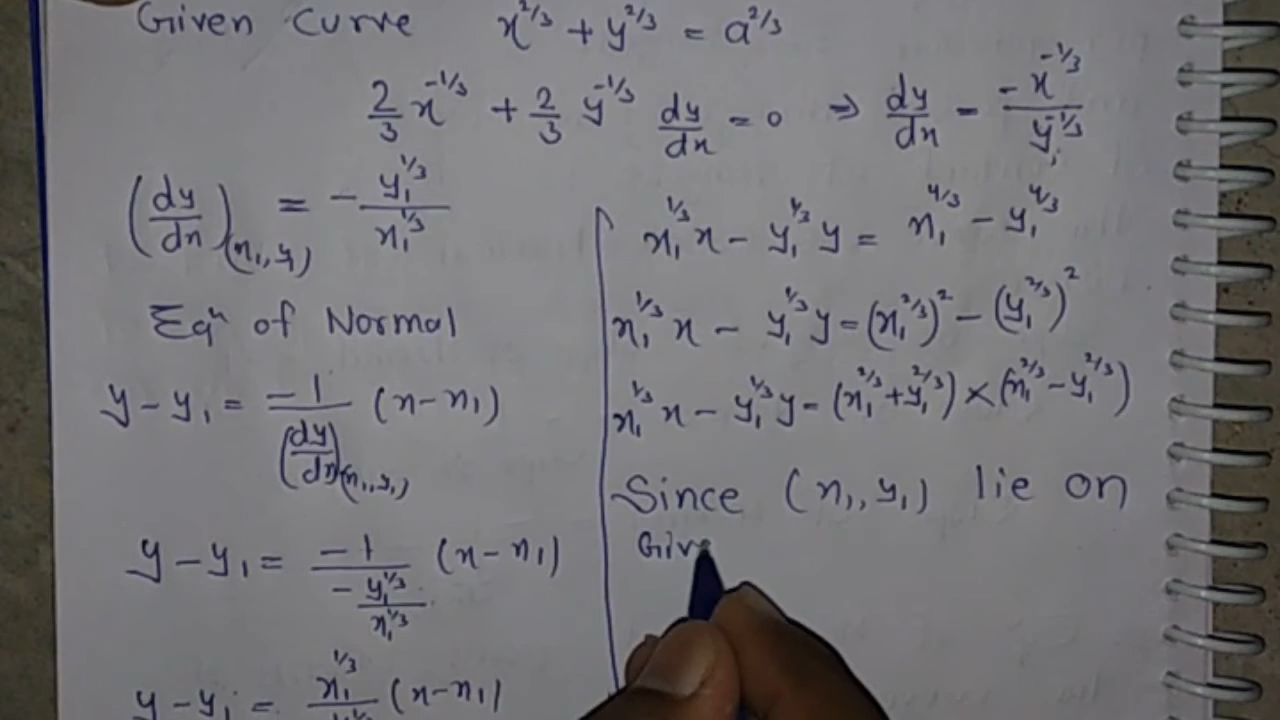 Given Curve x^{2/3} + y^{2/3} = a^{2/3}
2/3 x^{-1/3} + 2/3 y^{-1/3} dy/dx = 0 ⇒ dy/dx = -x^{-1/3}/y^{-1/3}
(dy/dx)_{(x₁,y₁)} = - y₁^{1/3}/x₁^{1/3}
Eqⁿ of Normal
y - y₁ = -1/(dy/dx)_{(x₁,y₁)} (x - x₁)
y - y₁ = -1/(-y₁^{1/3}/x₁^{1/3}) (x - x₁)
y - y₁ = x₁^{1/3}/y₁^{1/3} (x - x₁)
x₁^{1/3} x - y₁^{1/3} y = x₁^{4/3} - y₁^{4/3}
x₁^{1/3} x - y₁^{1/3} y = (x₁^{2/3})² - (y₁^{2/3})²
x₁^{1/3} x - y₁^{1/3} y = (x₁^{2/3} + y₁^{2/3}) × (x₁^{2/3} - y₁^{2/3})
Since (x₁, y₁) lie on
Giv